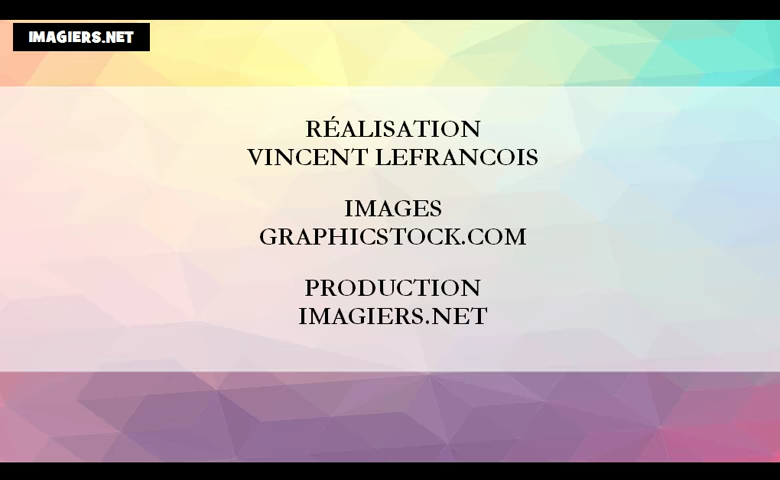 IMAGIERS.NET
RÉALISATION
VINCENT LEFRANCOIS
IMAGES
GRAPHICSTOCK.COM
PRODUCTION
IMAGIERS.NET